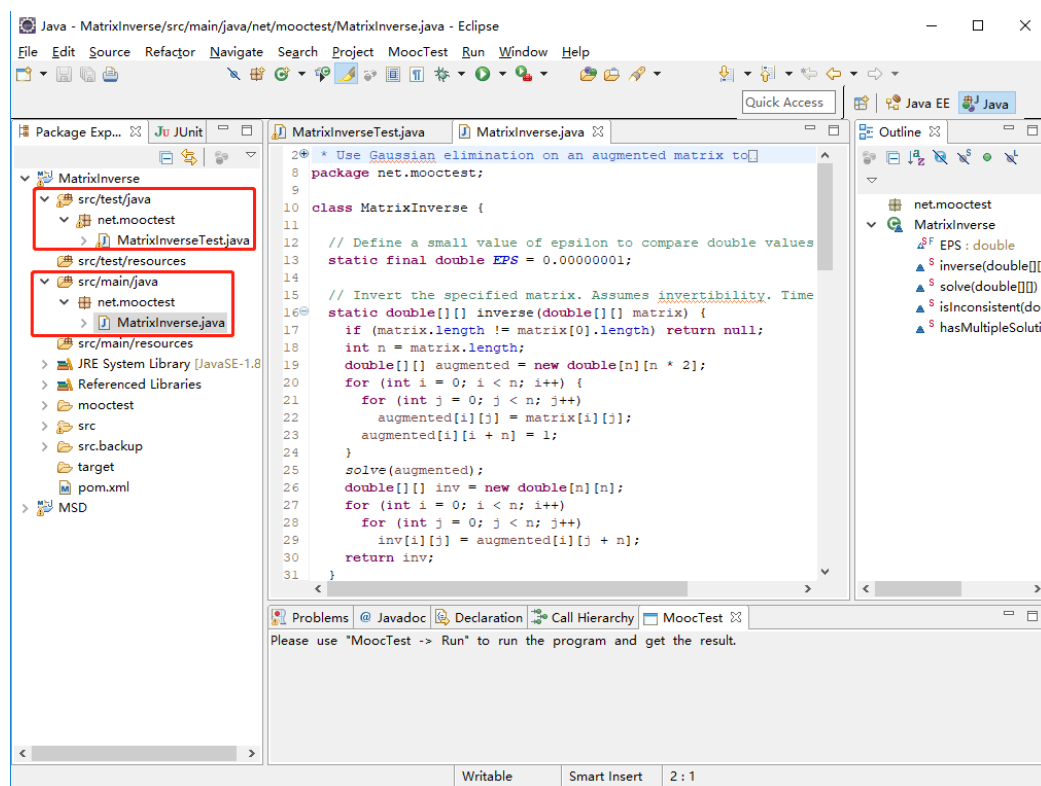 Java - MatrixInverse/src/main/java/net/mooctest/MatrixInverse.java - Eclipse
File Edit Source Refactor Navigate Search Project MoocTest Run Window Help
Quick Access
Java EE
Java
Package Exp...
JUnit
MatrixInverse
src/test/java
net.mooctest
MatrixInverseTest.java
src/test/resources
src/main/java
net.mooctest
MatrixInverse.java
src/main/resources
JRE System Library [JavaSE-1.8
Referenced Libraries
mooctest
src
src.backup
target
pom.xml
MSD
MatrixInverseTest.java
MatrixInverse.java
2 * Use Gaussian elimination on an augmented matrix to
8 package net.mooctest;
9
10 class MatrixInverse {
11
12 // Define a small value of epsilon to compare double values
13 static final double EPS = 0.00000001;
14
15 // Invert the specified matrix. Assumes invertibility. Time
16 static double[][] inverse(double[][] matrix) {
17 if (matrix.length != matrix[0].length) return null;
18 int n = matrix.length;
19 double[][] augmented = new double[n][n * 2];
20 for (int i = 0; i < n; i++) {
21 for (int j = 0; j < n; j++)
22 augmented[i][j] = matrix[i][j];
23 augmented[i][i + n] = 1;
24 }
25 solve(augmented);
26 double[][] inv = new double[n][n];
27 for (int i = 0; i < n; i++)
28 for (int j = 0; j < n; j++)
29 inv[i][j] = augmented[i][j + n];
30 return inv;
31 }
Outline
net.mooctest
MatrixInverse
EPS : double
inverse(double[][
solve(double[][])
isInconsistent(do
hasMultipleSoluti
Problems @ Javadoc Declaration Call Hierarchy MoocTest
Please use "MoocTest -> Run" to run the program and get the result.
Writable
Smart Insert
2 : 1